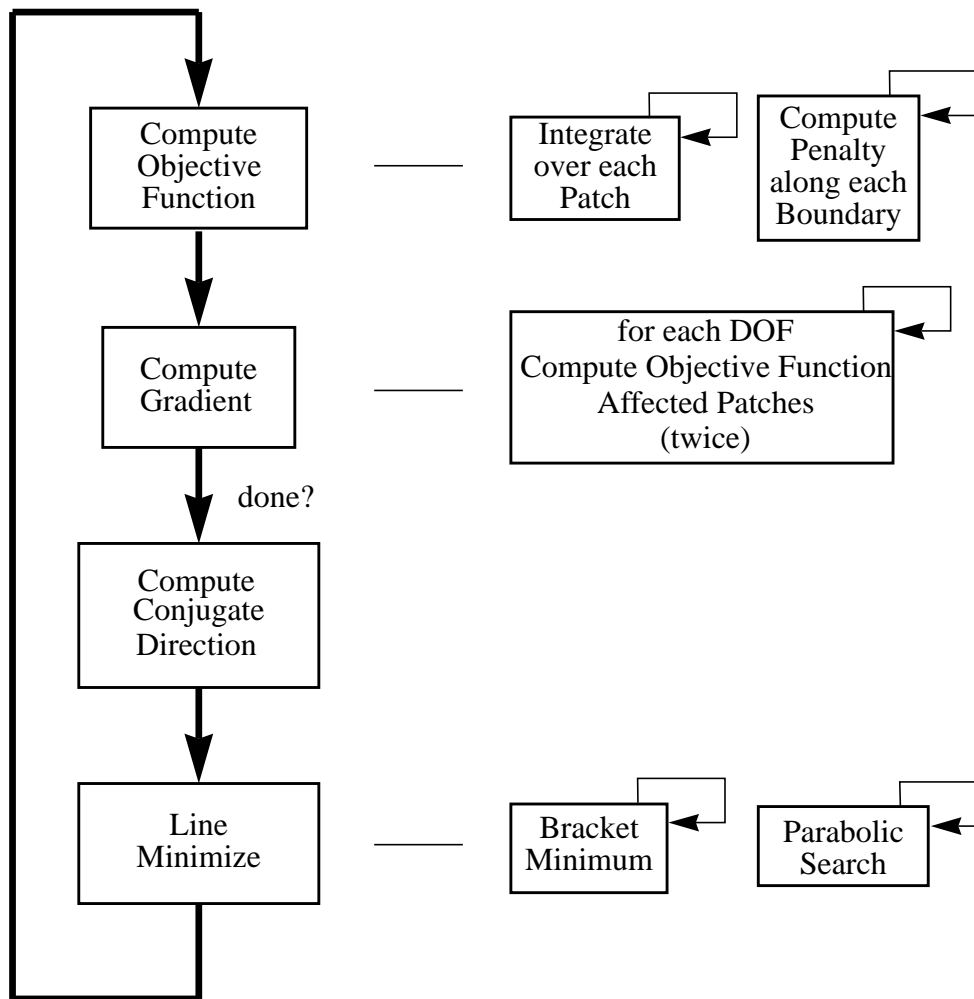 Compute
Objective
Function
Integrate
over each
Patch
Compute
Penalty
along each
Boundary
Compute
Gradient
for each DOF
Compute Objective Function
Affected Patches
(twice)
done?
Compute
Conjugate
Direction
Line
Minimize
Bracket
Minimum
Parabolic
Search